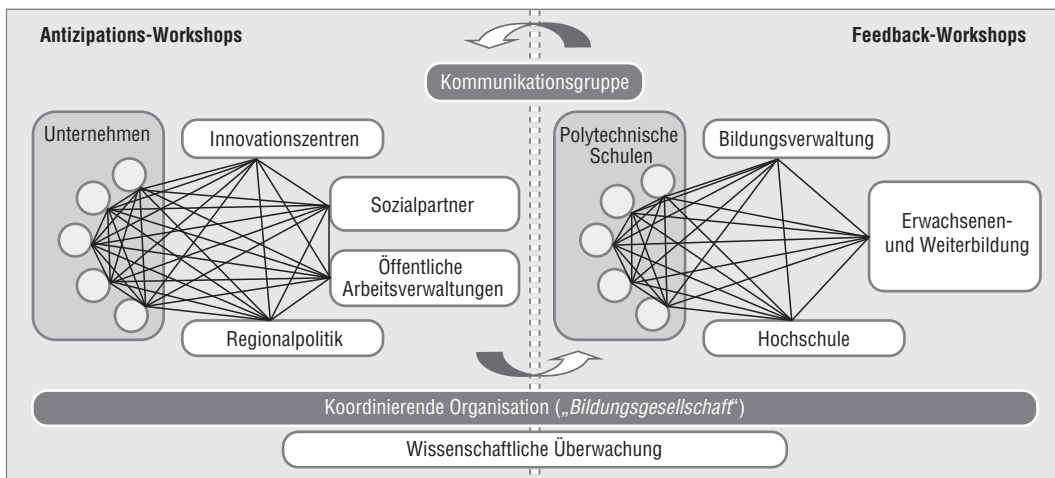 Antizipations-Workshops
Feedback-Workshops
Kommunikationsgruppe
Unternehmen
Innovationszentren
Sozialpartner
Öffentliche
Arbeitsverwaltungen
Regionalpolitik
Polytechnische
Schulen
Bildungsverwaltung
Erwachsenen-
und Weiterbildung
Hochschule
Koordinierende Organisation („Bildungsgesellschaft“)
Wissenschaftliche Überwachung